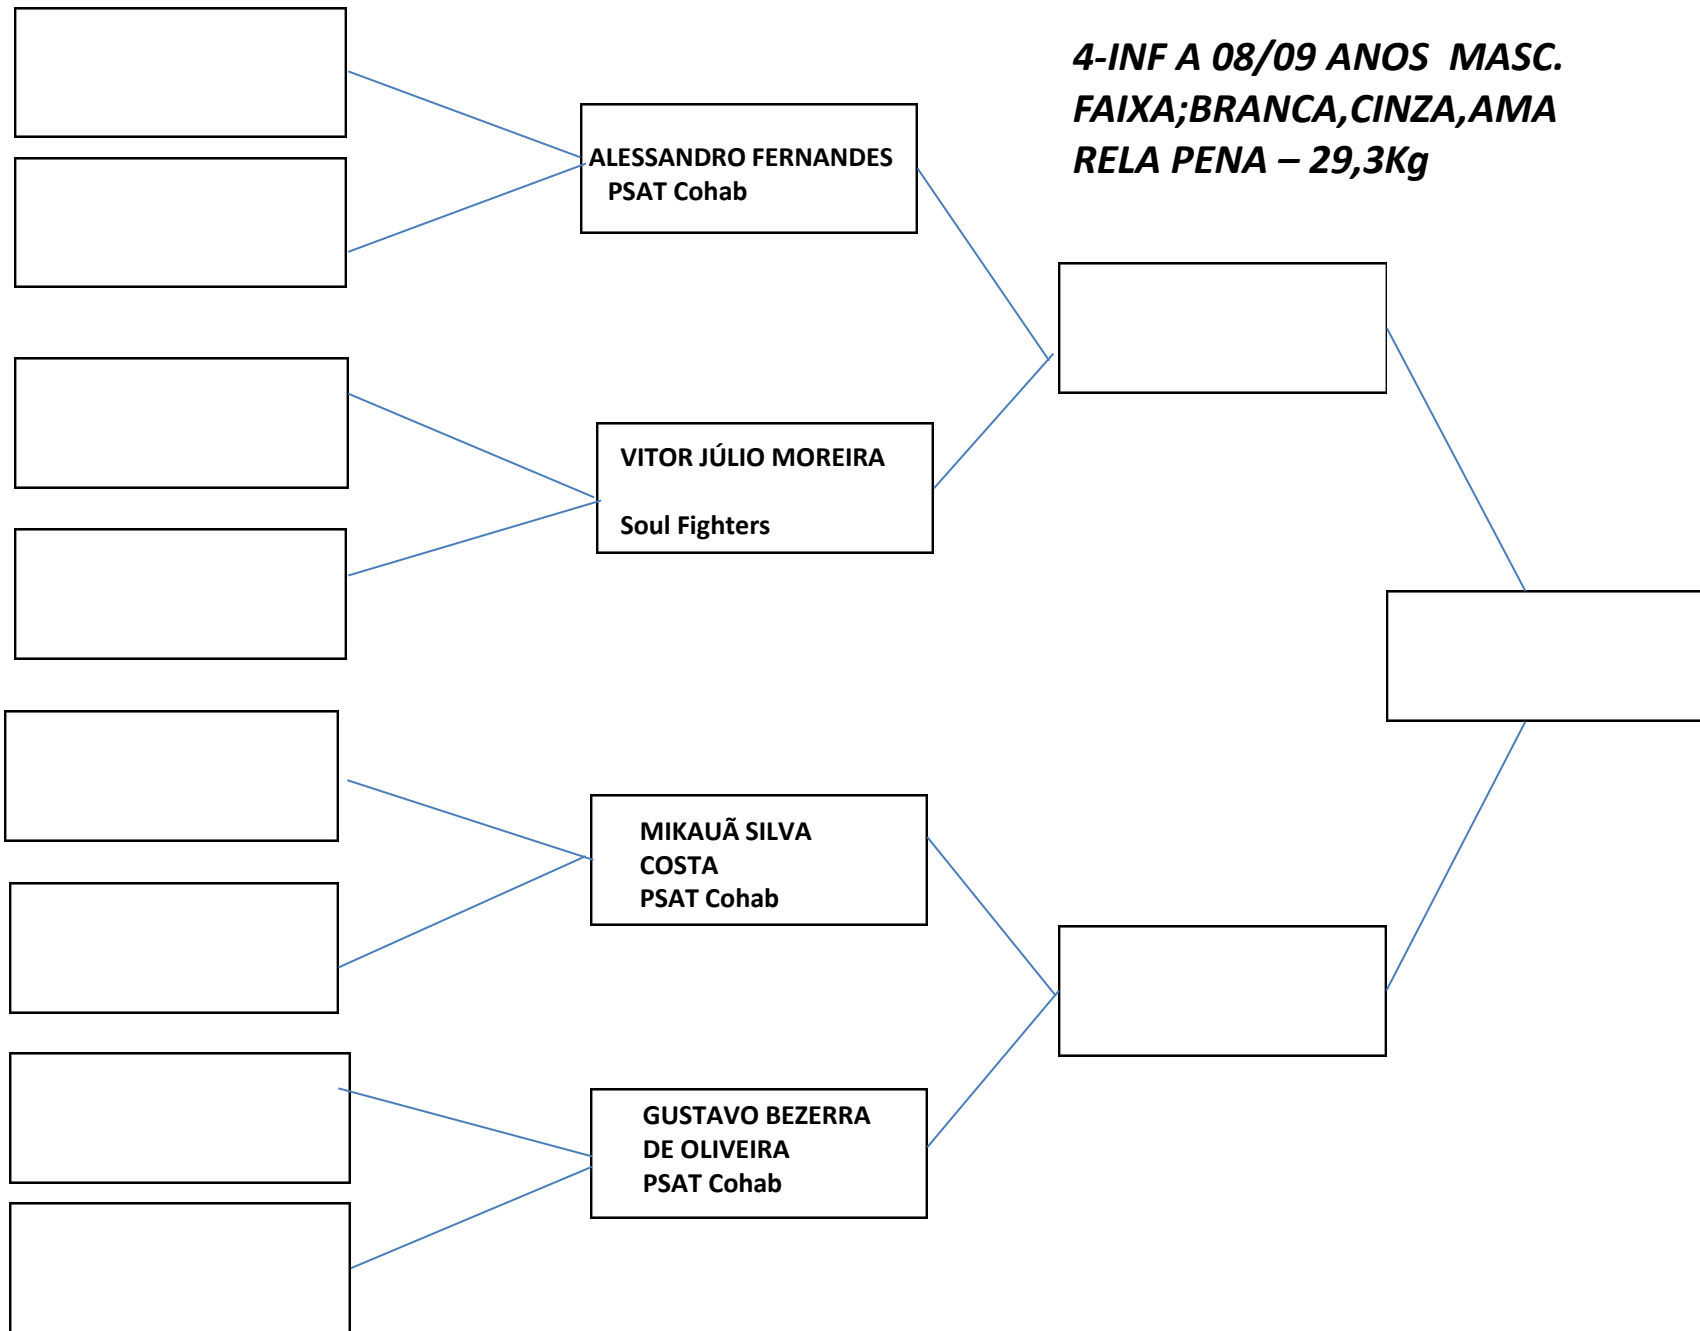 4-INF A 08/09 ANOS MASC.
FAIXA;BRANCA,CINZA,AMA
RELA PENA – 29,3Kg
ALESSANDRO FERNANDES
PSAT Cohab
VITOR JÚLIO MOREIRA
Soul Fighters
MIKAUÃ SILVA
COSTA
PSAT Cohab
GUSTAVO BEZERRA
DE OLIVEIRA
PSAT Cohab